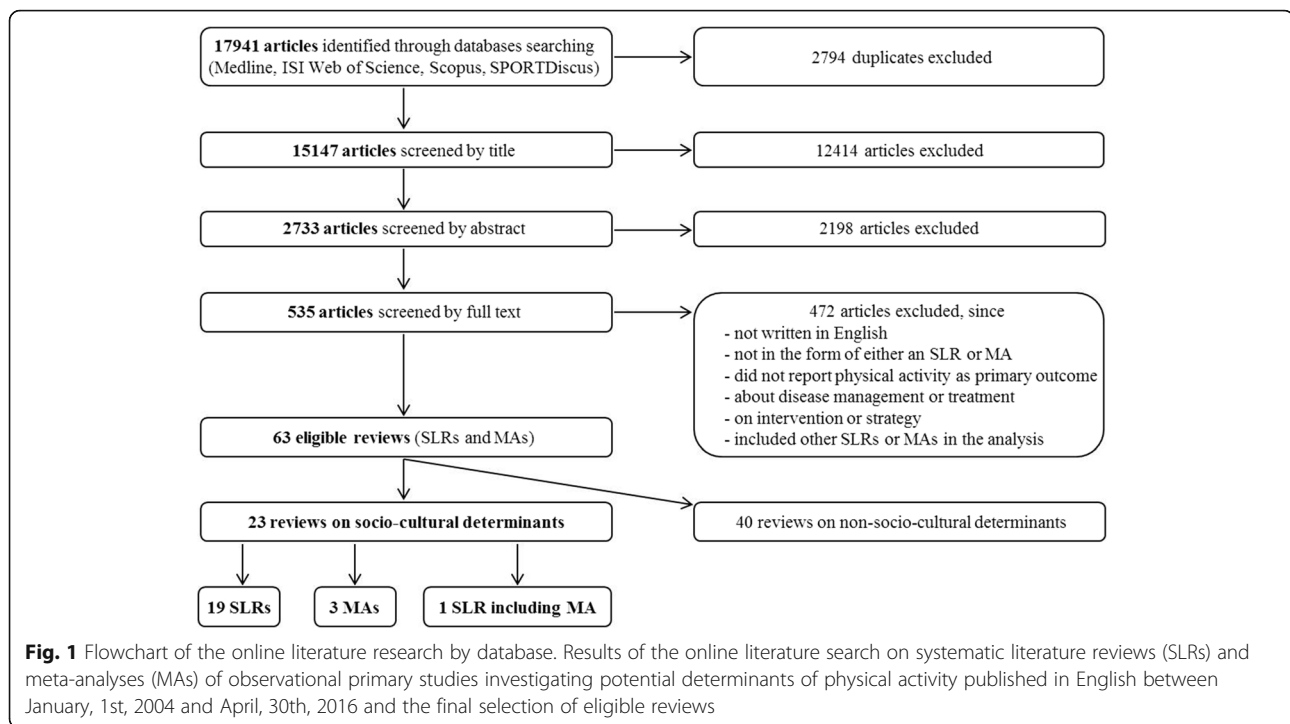 17941 articles identified through databases searching
(Medline, ISI Web of Science, Scopus, SPORTDiscus)
2794 duplicates excluded
15147 articles screened by title
12414 articles excluded
2733 articles screened by abstract
2198 articles excluded
535 articles screened by full text
472 articles excluded, since
- not written in English
- not in the form of either an SLR or MA
- did not report physical activity as primary outcome
- about disease management or treatment
- on intervention or strategy
- included other SLRs or MAs in the analysis
63 eligible reviews (SLRs and MAs)
23 reviews on socio-cultural determinants
40 reviews on non-socio-cultural determinants
19 SLRs
3 MAs
1 SLR including MA
Fig. 1 Flowchart of the online literature research by database. Results of the online literature search on systematic literature reviews (SLRs) and
meta-analyses (MAs) of observational primary studies investigating potential determinants of physical activity published in English between
January, 1st, 2004 and April, 30th, 2016 and the final selection of eligible reviews